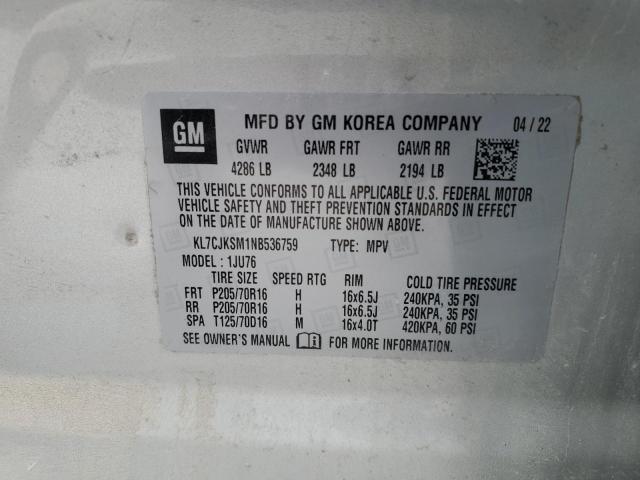 GM MFD BY GM KOREA COMPANY 04 / 22
GVWR GAWR FRT GAWR RR
4286 LB 2348 LB 2194 LB
THIS VEHICLE CONFORMS TO ALL APPLICABLE U.S. FEDERAL MOTOR
VEHICLE SAFETY AND THEFT PREVENTION STANDARDS IN EFFECT
ON THE DATE OF MANUFACTURE SHOWN ABOVE.
KL7CJKSM1NB536759 TYPE: MPV
MODEL: 1JU76
TIRE SIZE SPEED RTG RIM COLD TIRE PRESSURE
FRT P205/70R16 H 16x6.5J 240KPA, 35 PSI
RR P205/70R16 H 16x6.5J 240KPA, 35 PSI
SPA T125/70D16 M 16x4.0T 420KPA, 60 PSI
SEE OWNER'S MANUAL FOR MORE INFORMATION.